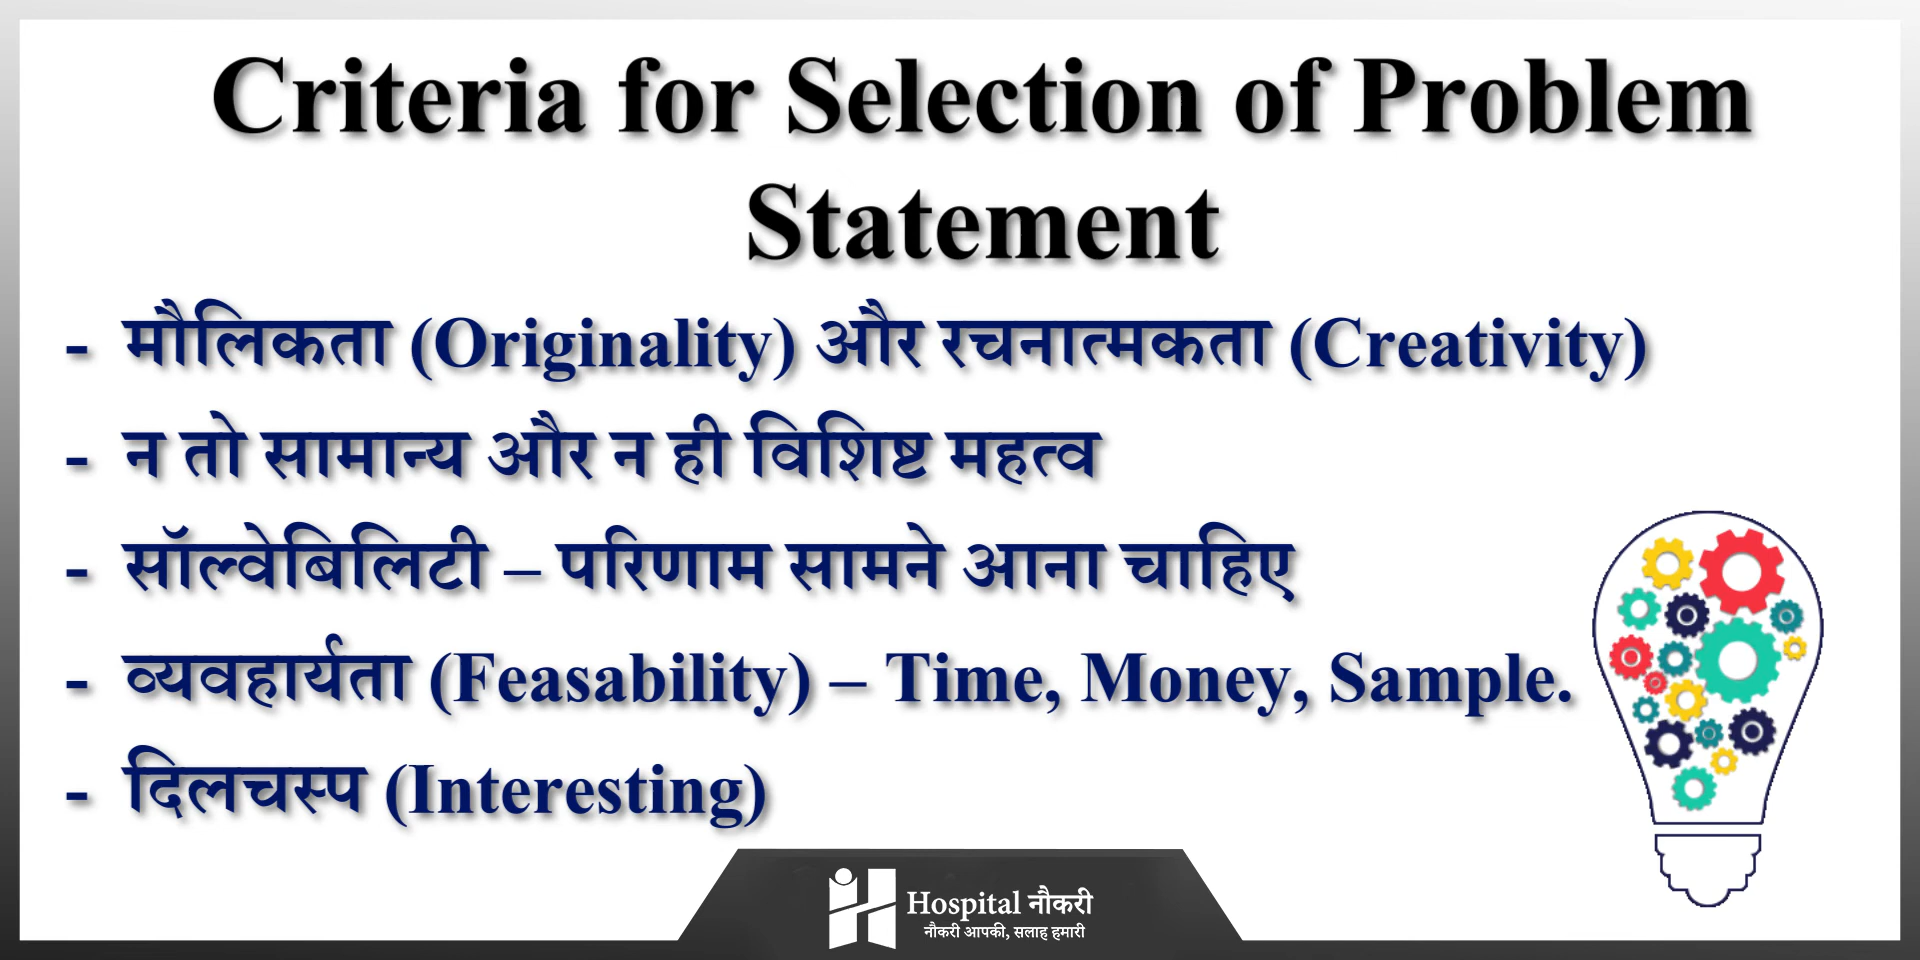 Criteria for Selection of Problem
Statement
- मौलिकता (Originality) और रचनात्मकता (Creativity)
- न तो सामान्य और न ही विशिष्ट महत्व
- सॉल्वेबिलिटी – परिणाम सामने आना चाहिए
- व्यवहार्यता (Feasability) – Time, Money, Sample.
- दिलचस्प (Interesting)
Hospital नौकरी
नौकरी आपकी, सलाह हमारी